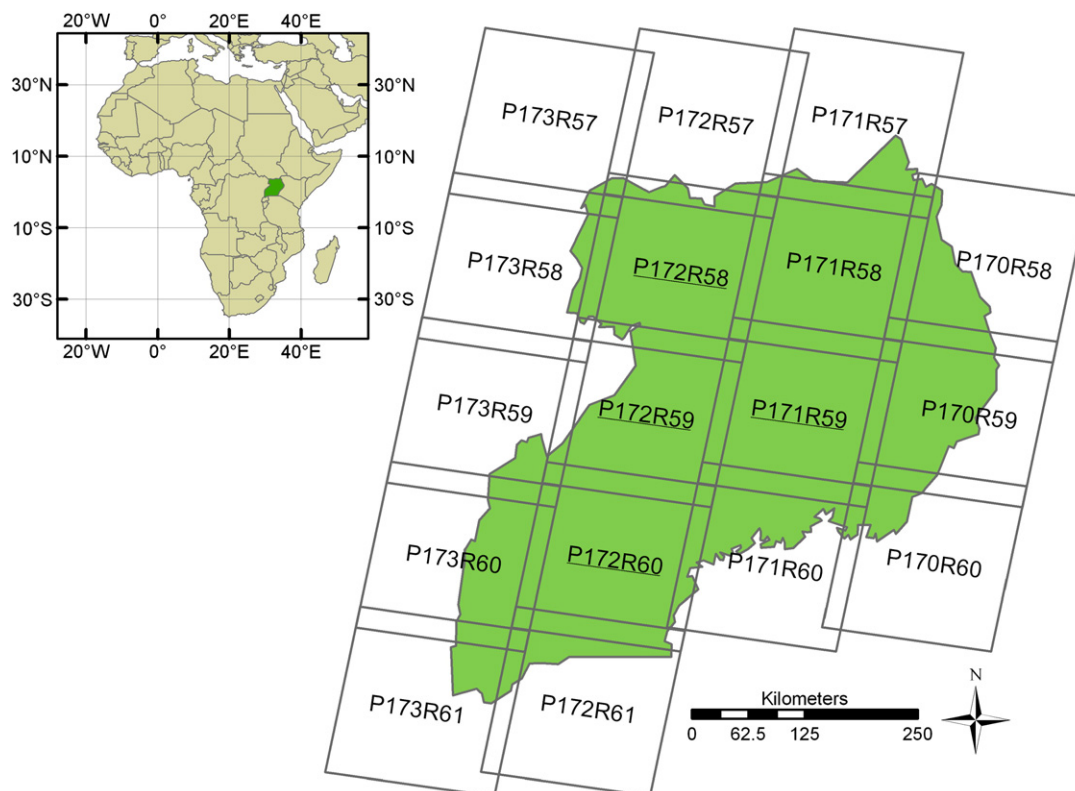 20°W 0° 20°E 40°E
30°N 30°N
10°N 10°N
10°S 10°S
30°S 30°S
20°W 0° 20°E 40°E
P173R57 P172R57 P171R57
P173R58 P172R58 P171R58 P170R58
P173R59 P172R59 P171R59 P170R59
P173R60 P172R60 P171R60 P170R60
P173R61 P172R61
Kilometers
0 62.5 125 250
N